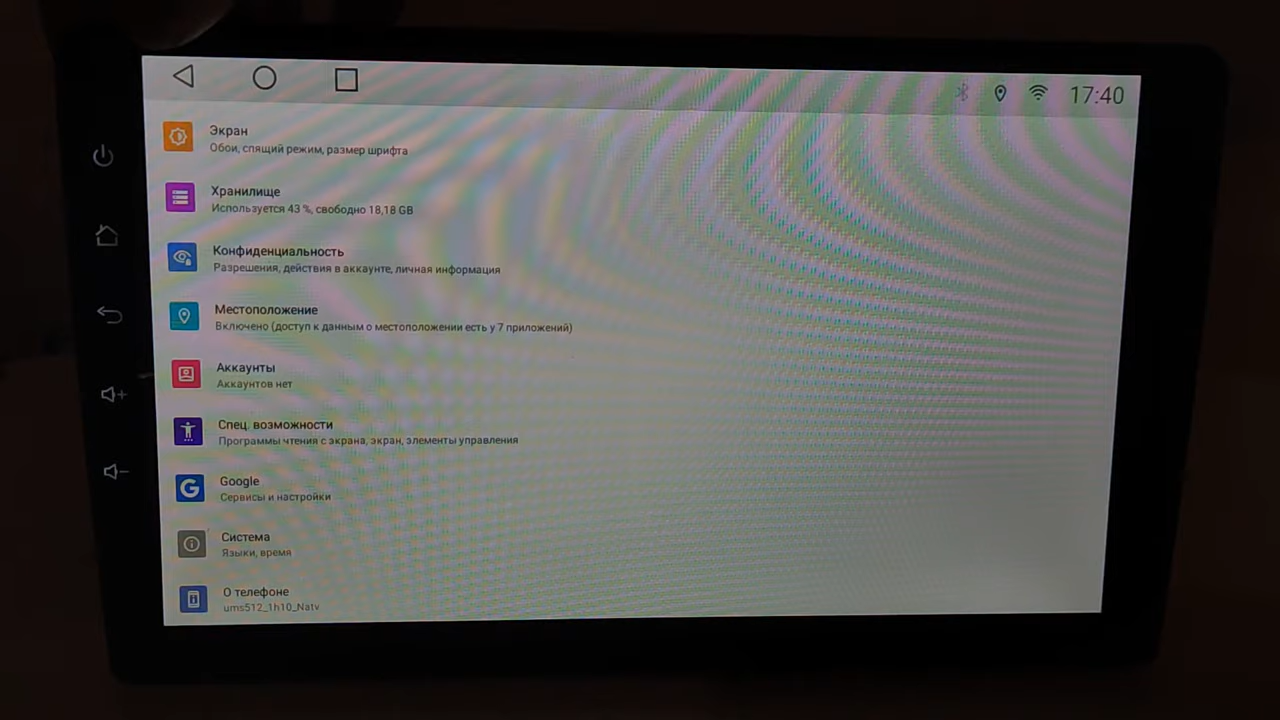 17:40
Экран
Обои, спящий режим, размер шрифта
Хранилище
Используется 43 %, свободно 18,18 GB
Конфиденциальность
Разрешения, действия в аккаунте, личная информация
Местоположение
Включено (доступ к данным о местоположении есть у 7 приложений)
Аккаунты
Аккаунтов нет
Спец. возможности
Программы чтения с экрана, экран, элементы управления
Google
Сервисы и настройки
Система
Языки, время
О телефоне
ums512_1h10_Natv